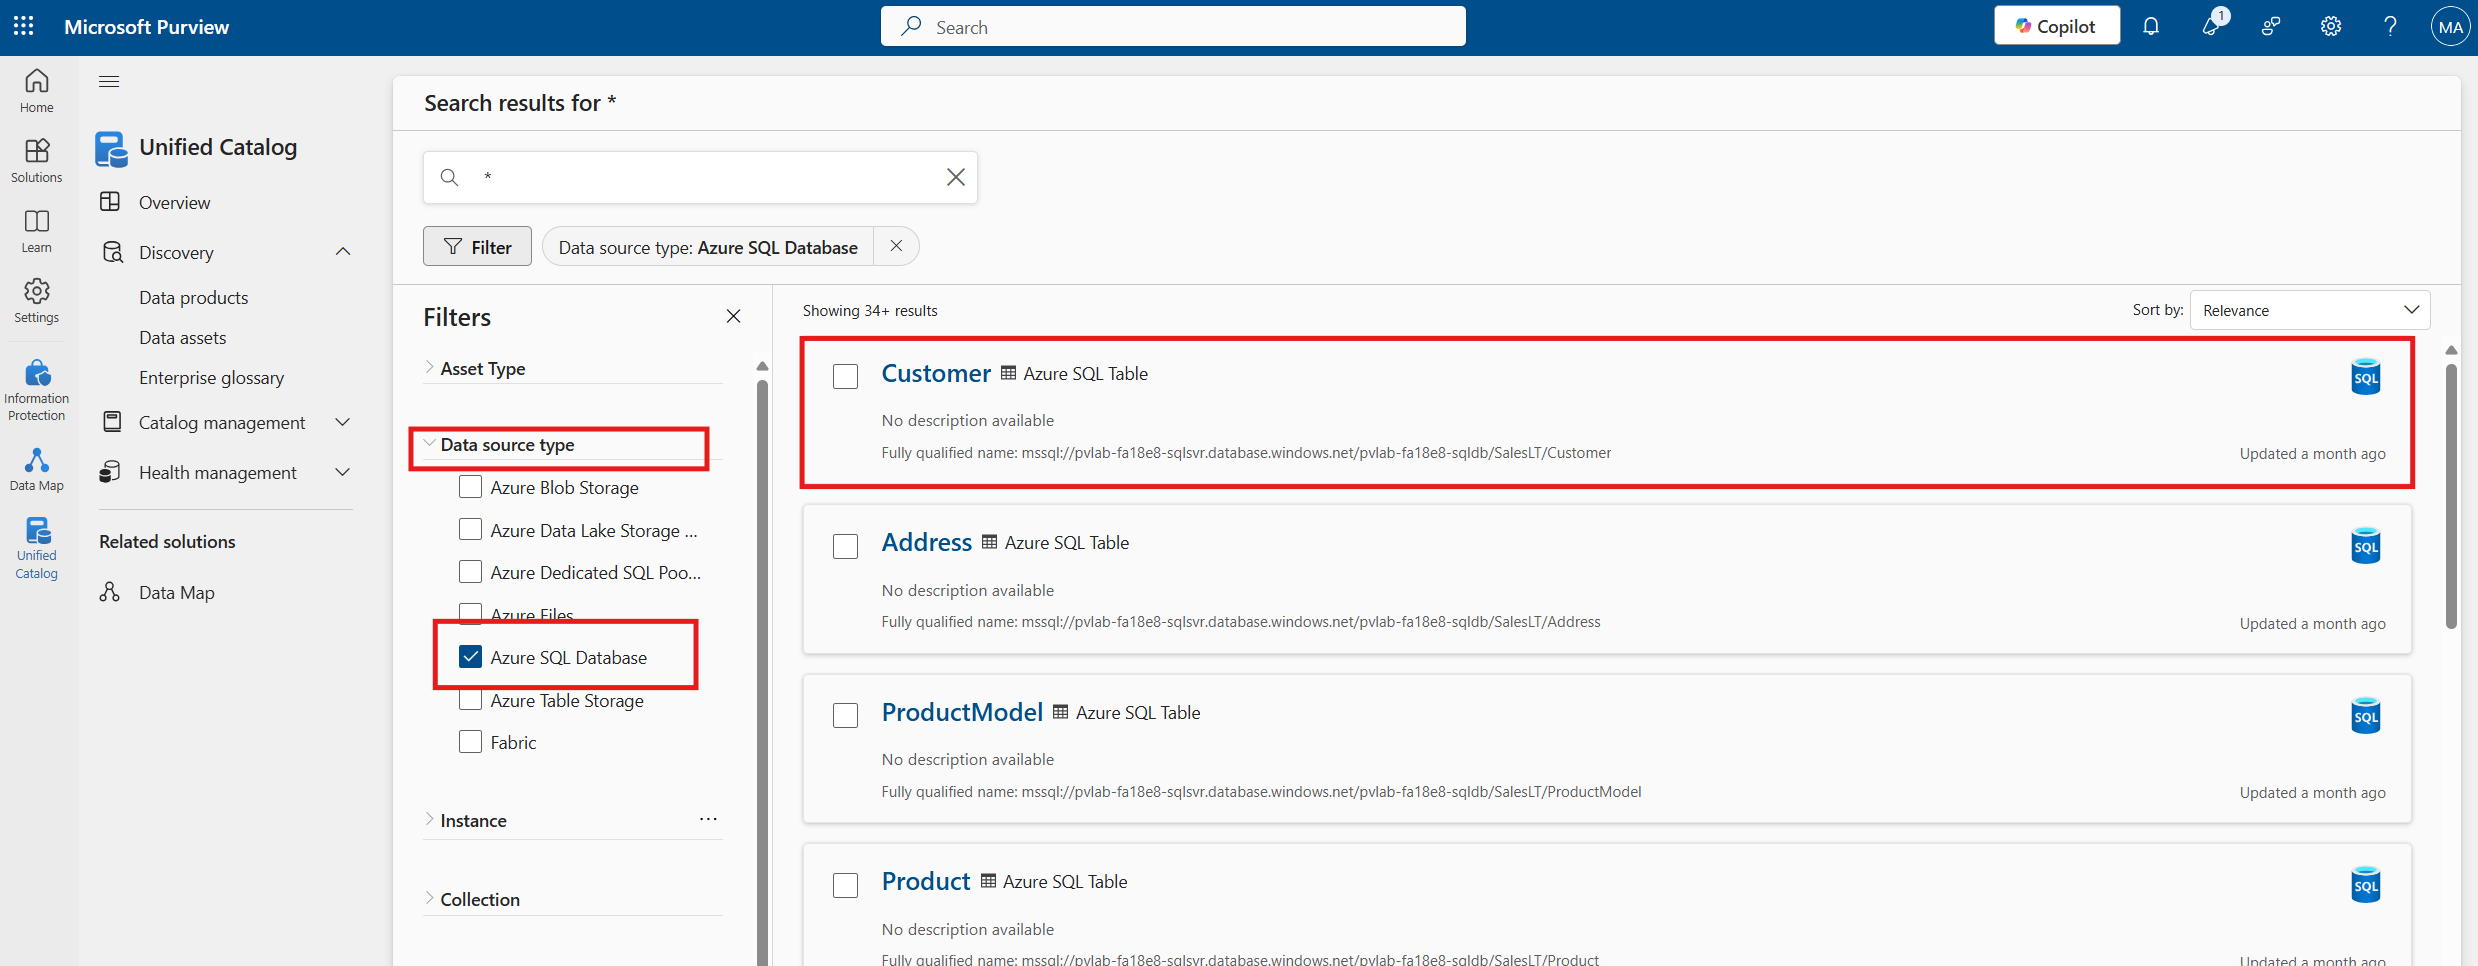 Microsoft Purview
Search
Copilot
1
MA
Home
Solutions
Learn
Settings
Information
Protection
Data Map
Unified
Catalog
Unified Catalog
Overview
Discovery
Data products
Data assets
Enterprise glossary
Catalog management
Health management
Related solutions
Data Map
Search results for *
*
Filter
Data source type: Azure SQL Database
Filters
Asset Type
Data source type
Azure Blob Storage
Azure Data Lake Storage ...
Azure Dedicated SQL Poo...
Azure Files
Azure SQL Database
Azure Table Storage
Fabric
Instance
Collection
Showing 34+ results
Sort by: Relevance
Customer Azure SQL Table
SQL
No description available
Fully qualified name: mssql://pvlab-fa18e8-sqlsvr.database.windows.net/pvlab-fa18e8-sqldb/SalesLT/Customer
Updated a month ago
Address Azure SQL Table
SQL
No description available
Fully qualified name: mssql://pvlab-fa18e8-sqlsvr.database.windows.net/pvlab-fa18e8-sqldb/SalesLT/Address
Updated a month ago
ProductModel Azure SQL Table
SQL
No description available
Fully qualified name: mssql://pvlab-fa18e8-sqlsvr.database.windows.net/pvlab-fa18e8-sqldb/SalesLT/ProductModel
Updated a month ago
Product Azure SQL Table
SQL
No description available
Fully qualified name: mssql://pvlab-fa18e8-sqlsvr.database.windows.net/pvlab-fa18e8-sqldb/SalesLT/Product
Updated a month ago